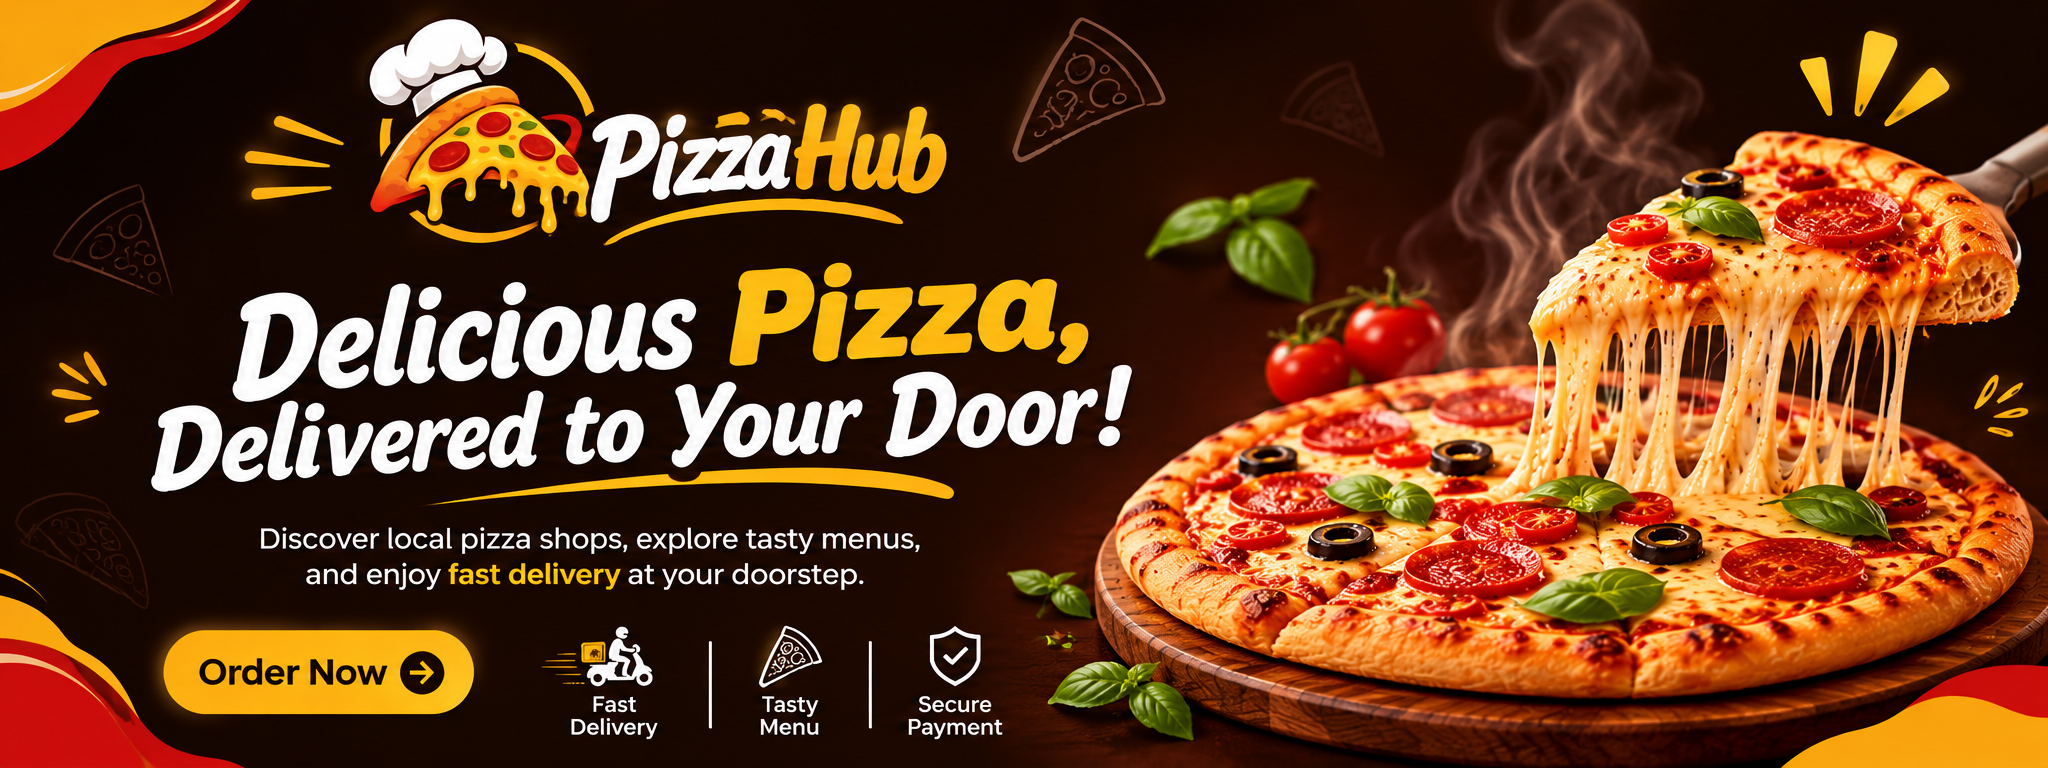 PizzaHub
Delicious Pizza,
Delivered to Your Door!
Discover local pizza shops, explore tasty menus,
and enjoy fast delivery at your doorstep.
Order Now
Fast
Delivery
Tasty
Menu
Secure
Payment